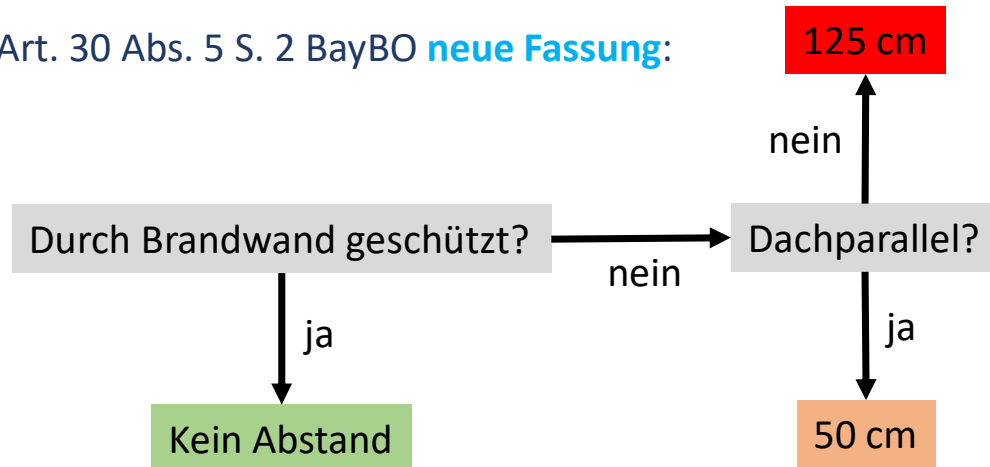 Art. 30 Abs. 5 S. 2 BayBO neue Fassung:
125 cm
nein
Durch Brandwand geschützt?
nein
Dachparallel?
ja
ja
Kein Abstand
50 cm